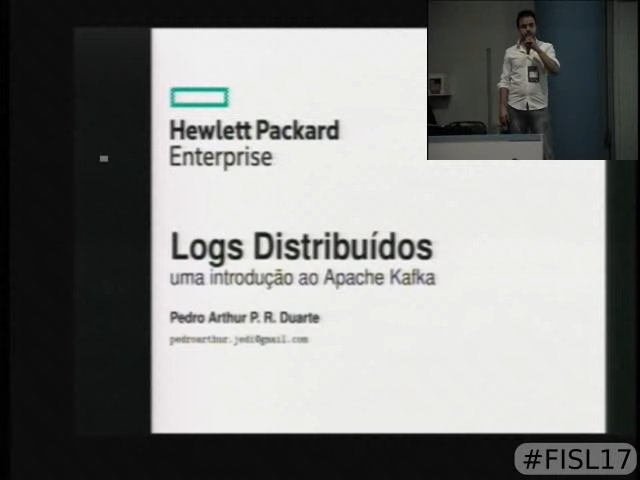 Hewlett Packard
Enterprise
Logs Distribuídos
uma introdução ao Apache Kafka
Pedro Arthur P. R. Duarte
pedroarthur.jedi@gmail.com
#FISL17